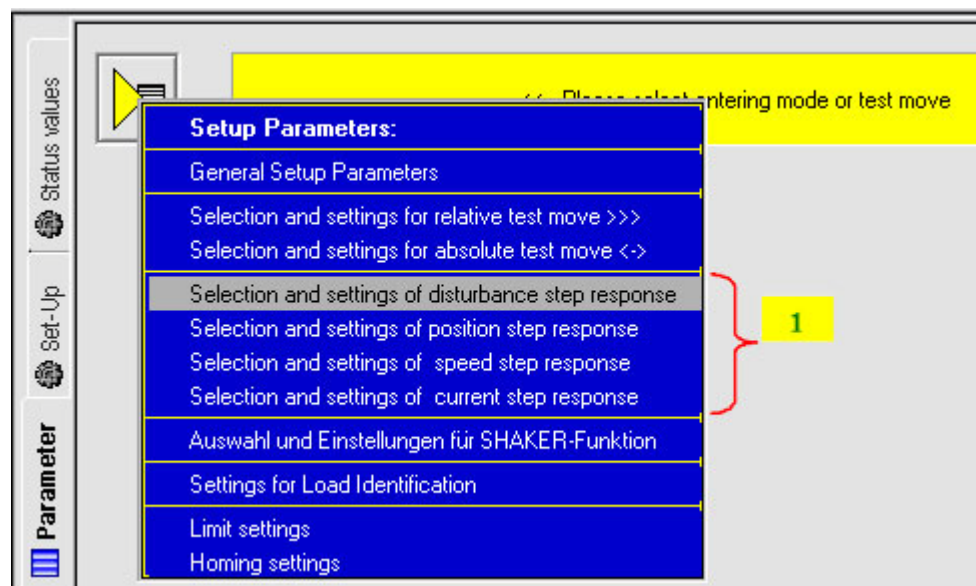 Status values
Set-Up
Parameter
entering mode or test move
Setup Parameters:
General Setup Parameters
Selection and settings for relative test move >>>
Selection and settings for absolute test move <->
Selection and settings of disturbance step response
Selection and settings of position step response
Selection and settings of speed step response
Selection and settings of current step response
1
Auswahl und Einstellungen für SHAKER-Funktion
Settings for Load Identification
Limit settings
Homing settings